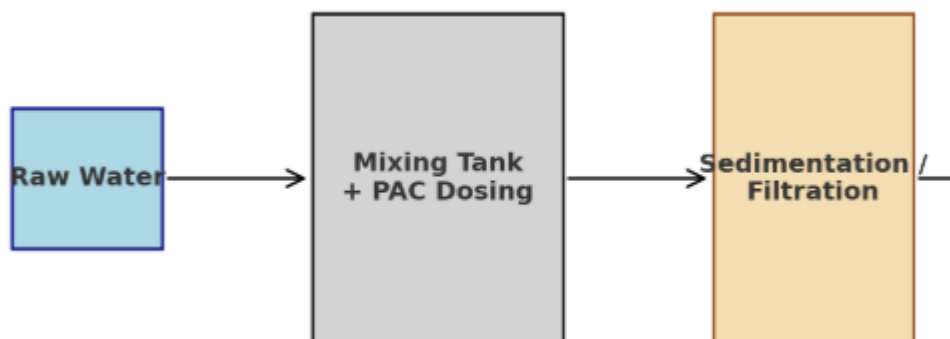 Raw Water
Mixing Tank
+ PAC Dosing
Sedimentation /
Filtration